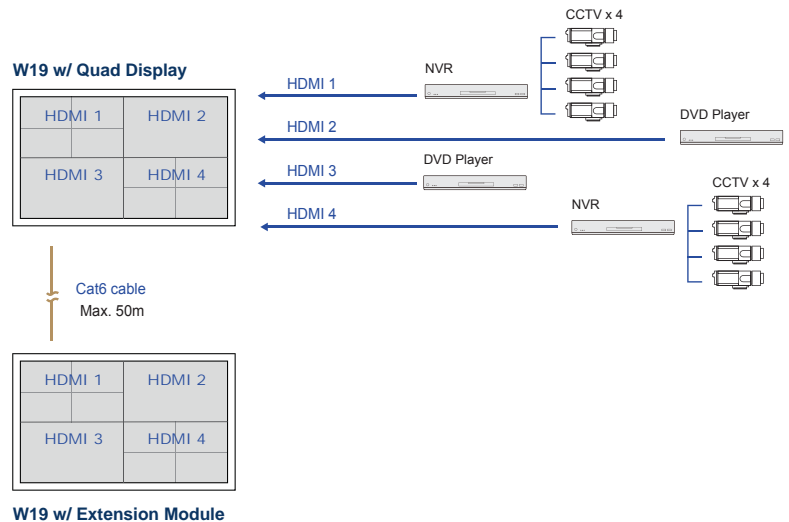 CCTV x 4
W19 w/ Quad Display
NVR
HDMI 1
HDMI 1
HDMI 2
DVD Player
HDMI 2
HDMI 3
HDMI 4
HDMI 3
DVD Player
CCTV x 4
HDMI 4
NVR
Cat6 cable
Max. 50m
HDMI 1
HDMI 2
HDMI 3
HDMI 4
W19 w/ Extension Module